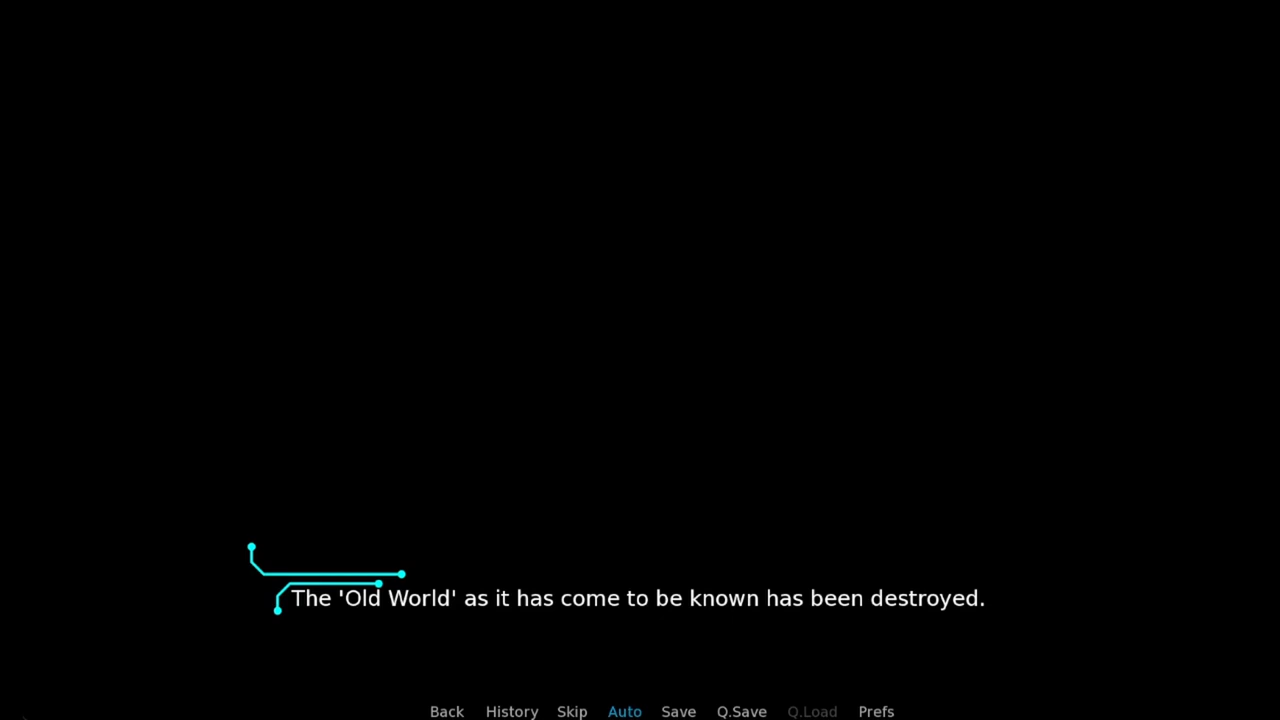 The 'Old World' as it has come to be known has been destroyed.
Back History Skip Auto Save Q.Save Q.Load Prefs